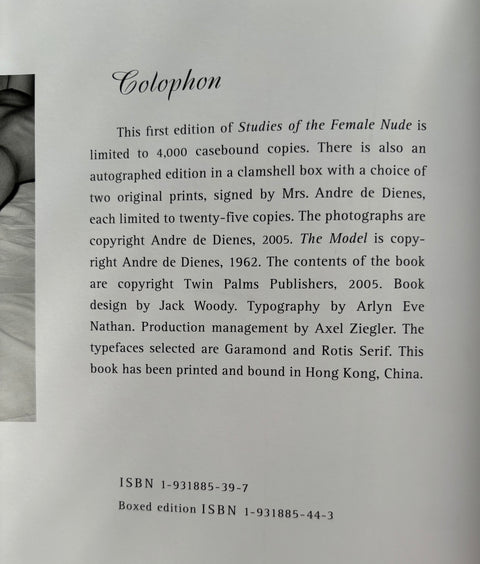 Colophon
This first edition of Studies of the Female Nude is
limited to 4,000 casebound copies. There is also an
autographed edition in a clamshell box with a choice of
two original prints, signed by Mrs. Andre de Dienes,
each limited to twenty-five copies. The photographs are
copyright Andre de Dienes, 2005. The Model is copy-
right Andre de Dienes, 1962. The contents of the book
are copyright Twin Palms Publishers, 2005. Book
design by Jack Woody. Typography by Arlyn Eve
Nathan. Production management by Axel Ziegler. The
typefaces selected are Garamond and Rotis Serif. This
book has been printed and bound in Hong Kong, China.
ISBN 1-931885-39-7
Boxed edition ISBN 1-931885-44-3